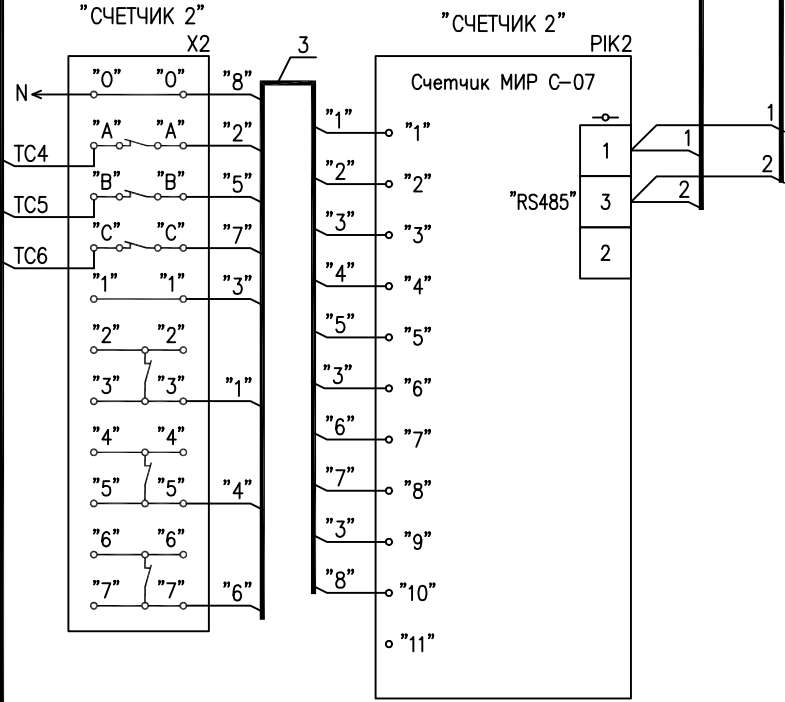 "СЧЕТЧИК 2"
X2
"0" "0" "8"
N
"A" "A" "2"
TC4
"B" "B" "5"
TC5
"C" "C" "7"
TC6
"1" "1" "3"
"2" "2"
"3" "3" "1"
"4" "4"
"5" "5" "4"
"6" "6"
"7" "7" "6"
3
"СЧЕТЧИК 2"
PIK2
Счетчик МИР С-07
"1" "1"
"2" "2"
"3" "3"
"4" "4"
"5" "5"
"3" "6"
"6" "7"
"7" "8"
"3" "9"
"8" "10"
"11"
1 1 1
"RS485" 3 2 2
2